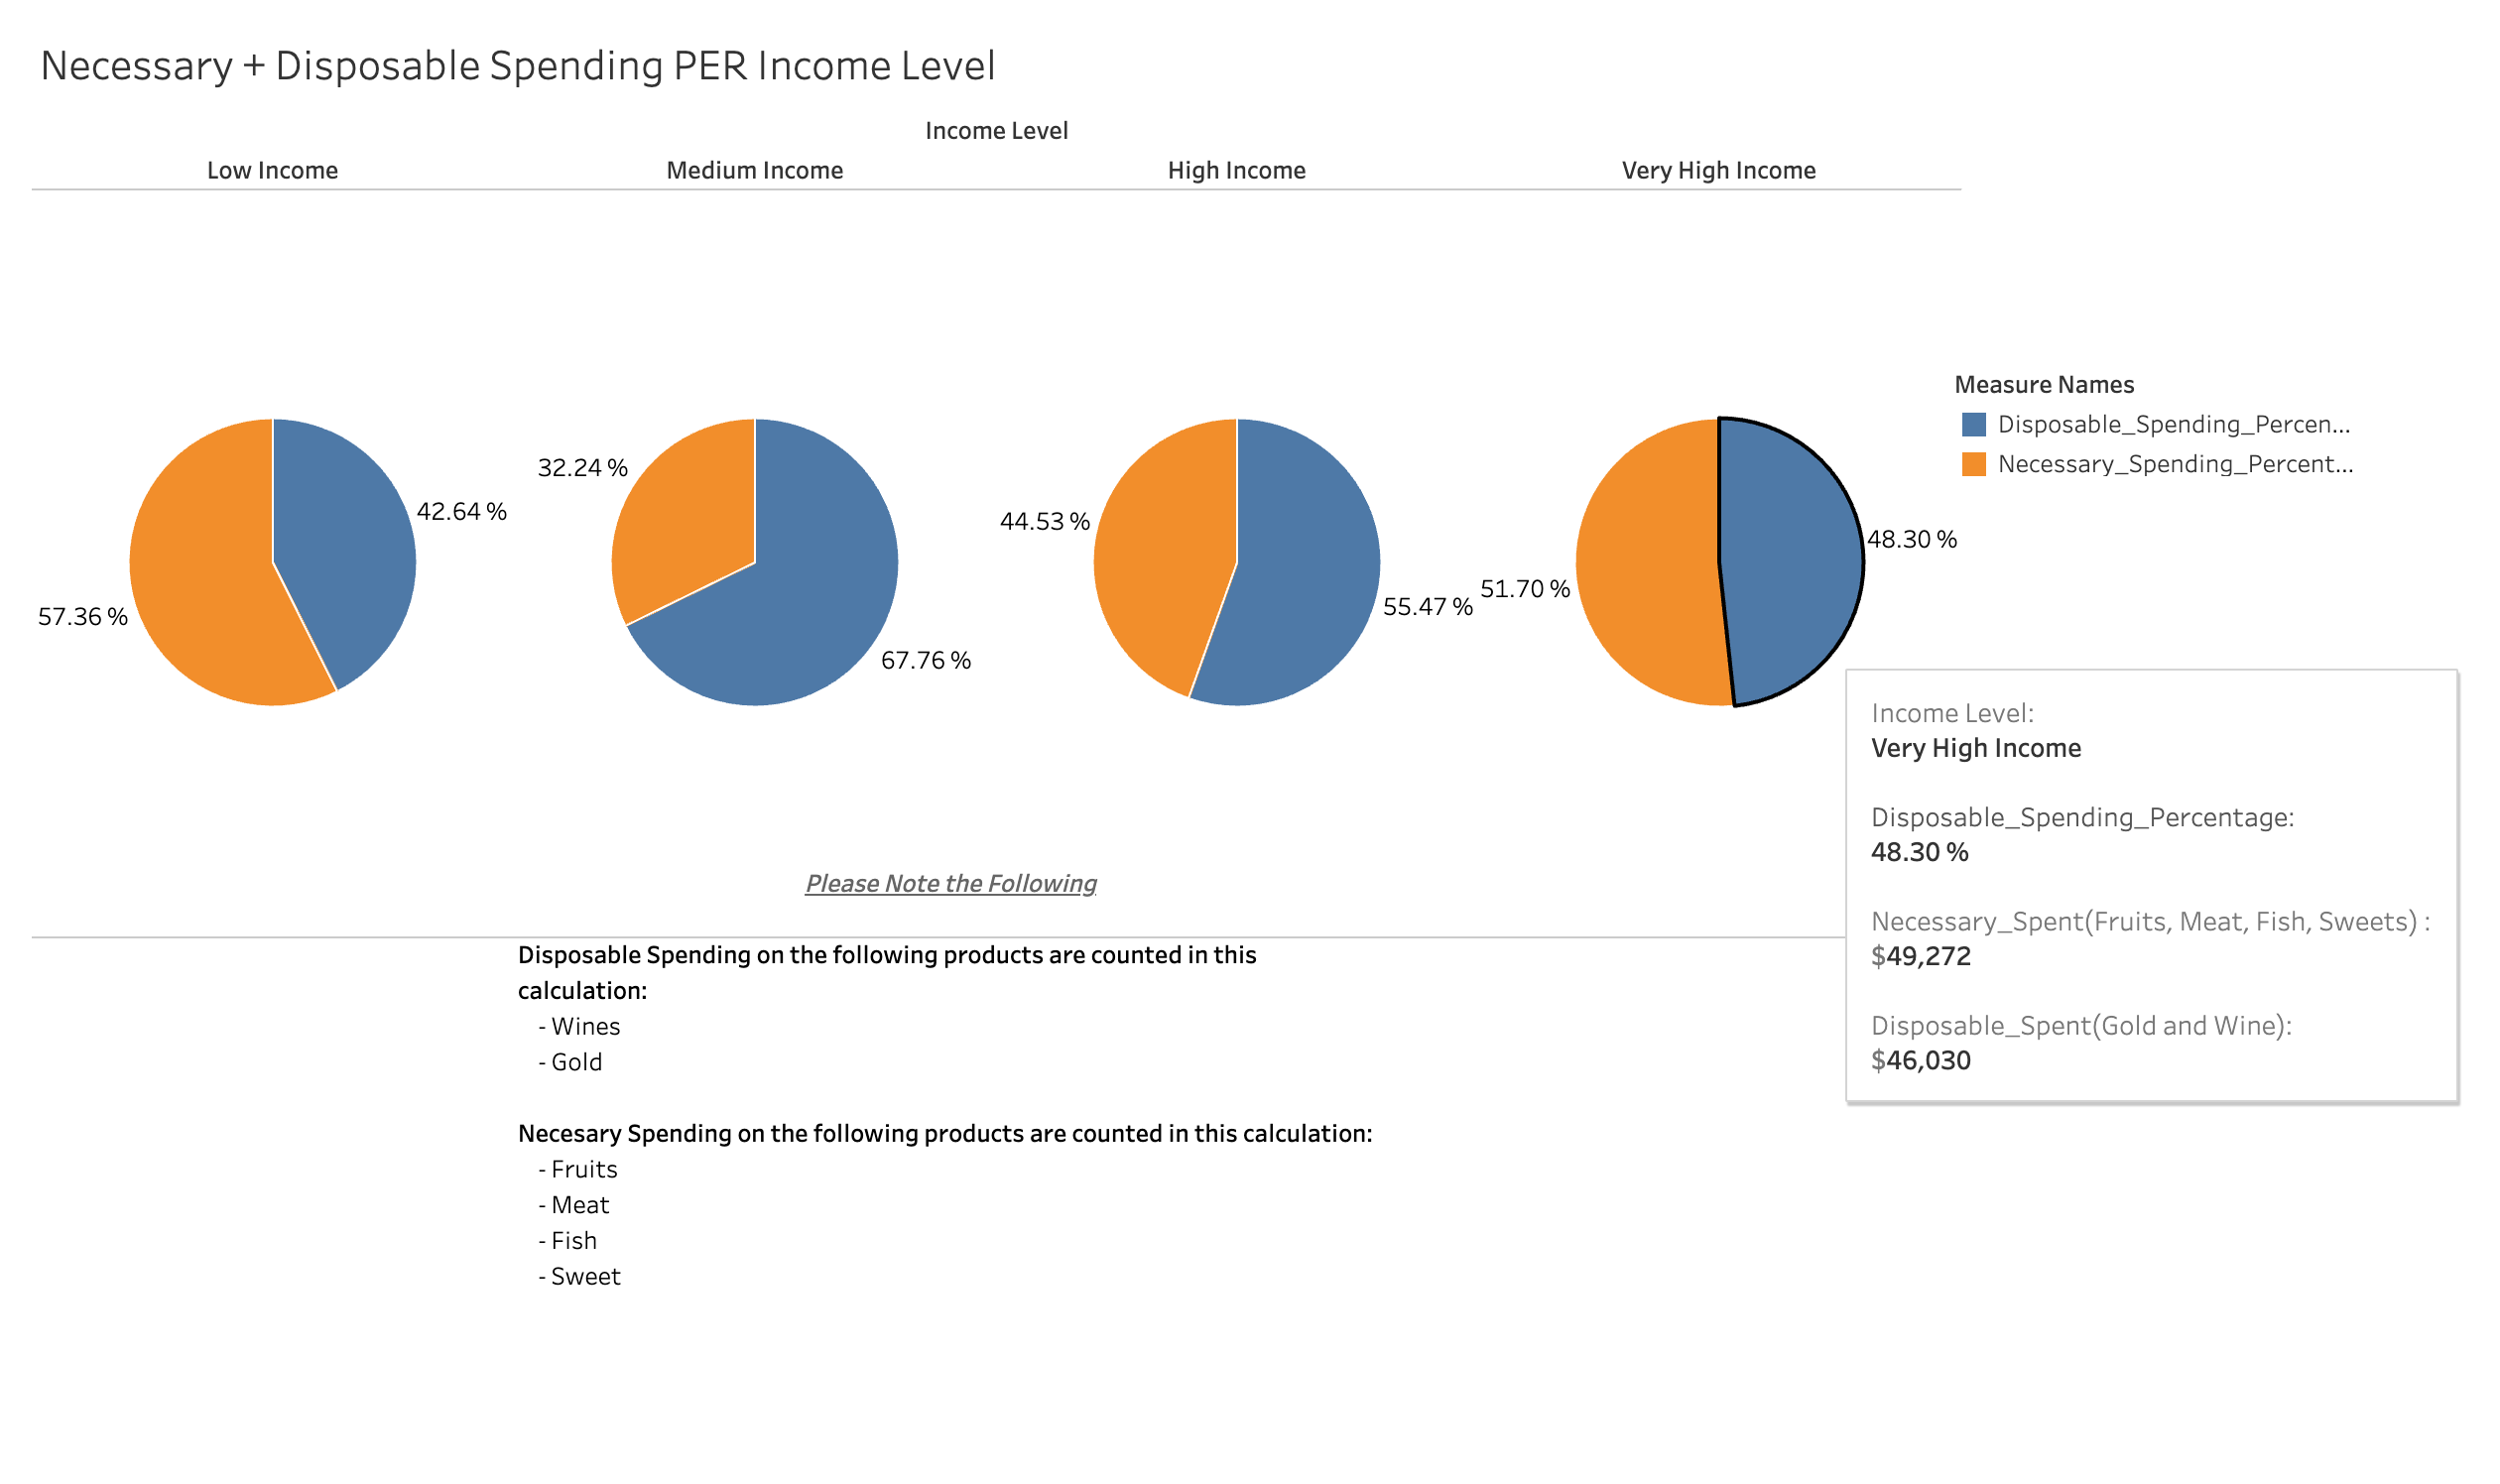 Necessary + Disposable Spending PER Income Level
Income Level
Low Income
Medium Income
High Income
Very High Income
Measure Names
Disposable_Spending_Percen...
Necessary_Spending_Percent...
57.36 %
42.64 %
32.24 %
67.76 %
44.53 %
55.47 %
51.70 %
48.30 %
Income Level:
Very High Income
Disposable_Spending_Percentage:
48.30 %
Necessary_Spent(Fruits, Meat, Fish, Sweets) :
$49,272
Disposable_Spent(Gold and Wine):
$46,030
Please Note the Following
Disposable Spending on the following products are counted in this
calculation:
- Wines
- Gold
Necesary Spending on the following products are counted in this calculation:
- Fruits
- Meat
- Fish
- Sweet